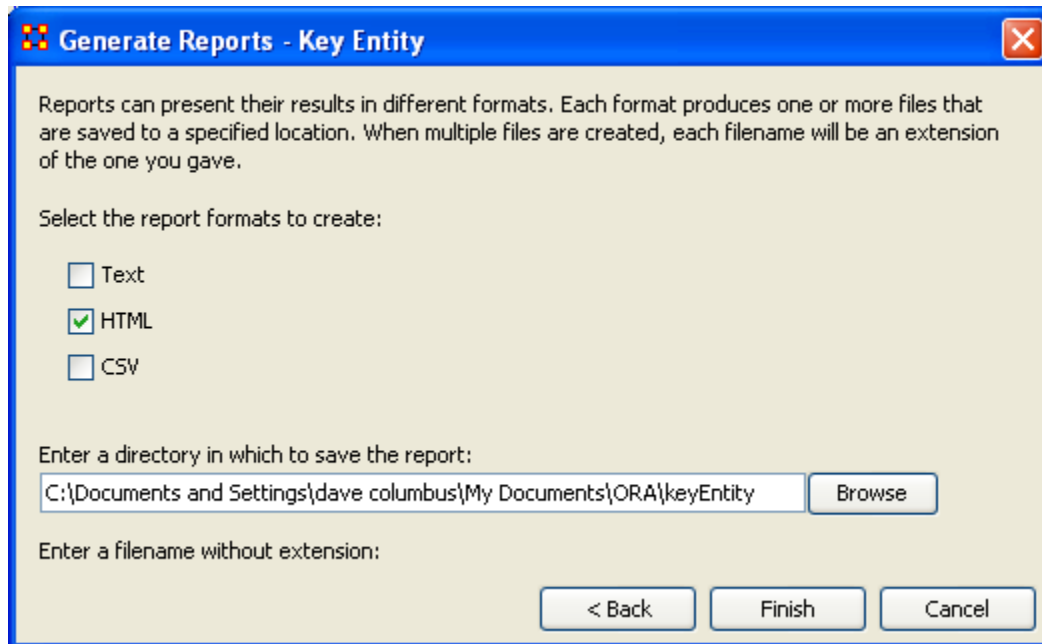 Generate Reports - Key Entity
Reports can present their results in different formats. Each format produces one or more files that
are saved to a specified location. When multiple files are created, each filename will be an extension
of the one you gave.
Select the report formats to create:
Text
HTML
CSV
Enter a directory in which to save the report:
C:\Documents and Settings\dave columbus\My Documents\ORA\keyEntity Browse
Enter a filename without extension:
< Back Finish Cancel